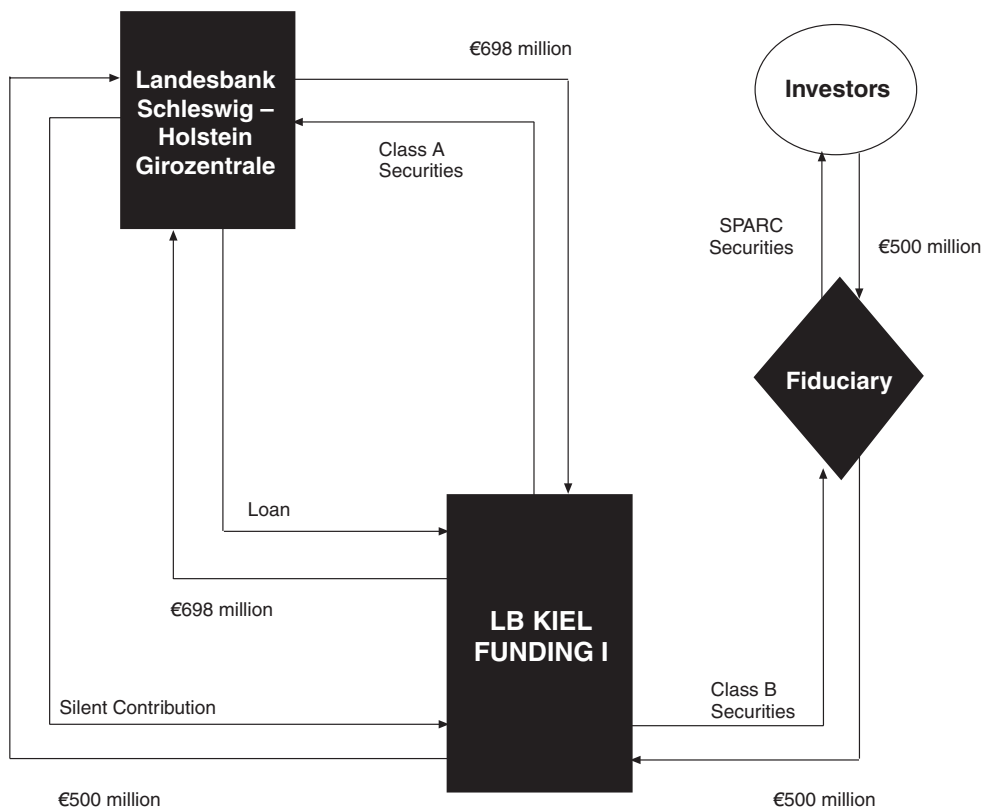 €698 million
Landesbank
Schleswig –
Holstein
Girozentrale
Investors
Class A
Securities
SPARC
Securities
€500 million
Fiduciary
Loan
€698 million
LB KIEL
FUNDING I
Class B
Securities
Silent Contribution
€500 million
€500 million